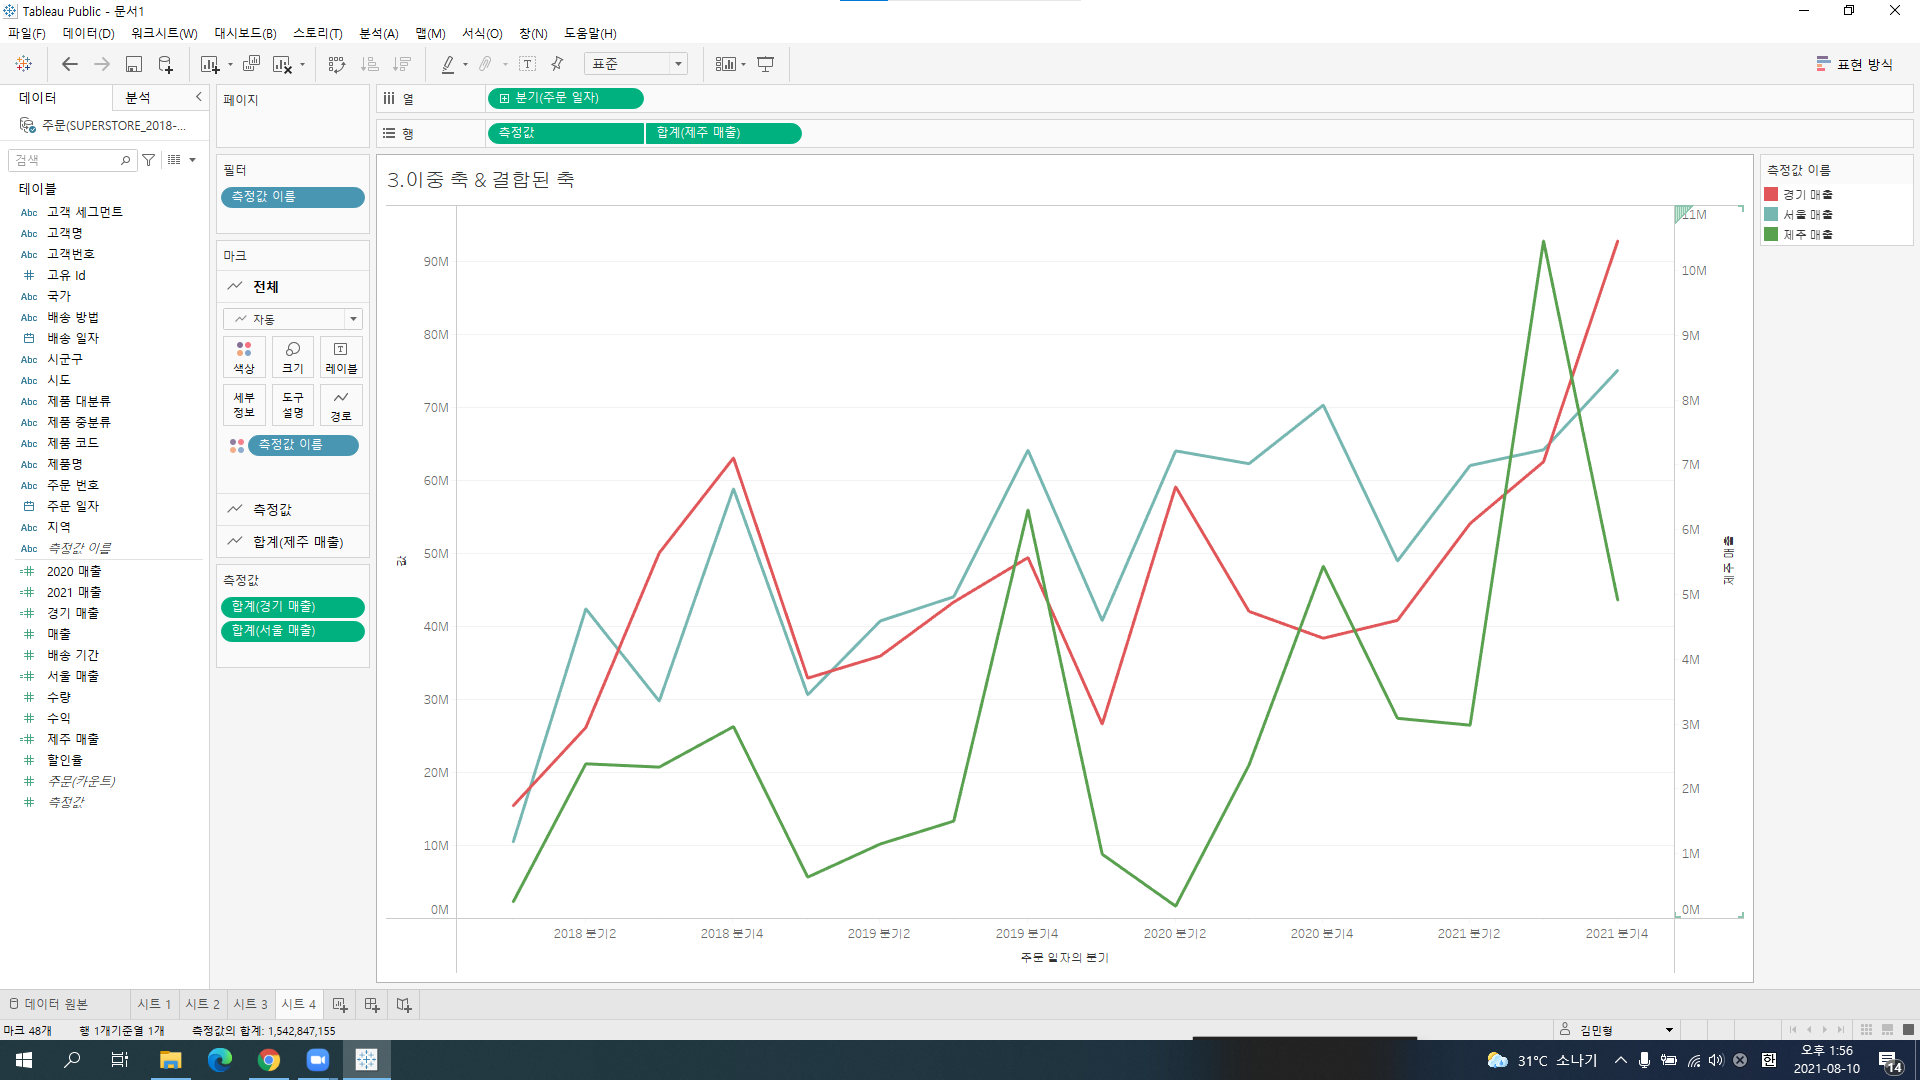 Tableau Public - 문서1
파일(F) 데이터(D) 워크시트(W) 대시보드(B) 스토리(T) 분석(A) 맵(M) 서식(O) 창(N) 도움말(H)
표준
표현 방식
데이터 분석
주문(SUPERSTORE_2018-...
검색
테이블
Abc 고객 세그먼트
Abc 고객명
Abc 고객번호
# 고유 Id
Abc 국가
Abc 배송 방법
배송 일자
Abc 시군구
Abc 시도
Abc 제품 대분류
Abc 제품 중분류
Abc 제품 코드
Abc 제품명
Abc 주문 번호
주문 일자
Abc 지역
Abc 측정값 이름
=# 2020 매출
=# 2021 매출
=# 경기 매출
# 매출
# 배송 기간
=# 서울 매출
# 수량
# 수익
=# 제주 매출
# 할인율
# 주문(카운트)
# 측정값
페이지
필터
측정값 이름
마크
전체
자동
색상 크기 레이블
세부 정보 도구 설명 경로
측정값 이름
측정값
합계(제주 매출)
측정값
합계(경기 매출)
합계(서울 매출)
열 분기(주문 일자)
행 측정값 합계(제주 매출)
3.이중 축 & 결합된 축
값
90M
80M
70M
60M
50M
40M
30M
20M
10M
0M
11M
10M
9M
8M
7M
6M
5M
4M
3M
2M
1M
0M
제주 매출
2018 분기2 2018 분기4 2019 분기2 2019 분기4 2020 분기2 2020 분기4 2021 분기2 2021 분기4
주문 일자의 분기
측정값 이름
경기 매출
서울 매출
제주 매출
데이터 원본 시트 1 시트 2 시트 3 시트 4
마크 48개 행 1개기준열 1개 측정값의 합계: 1,542,847,155
김민형
31°C 소나기
한
오후 1:56
2021-08-10
14